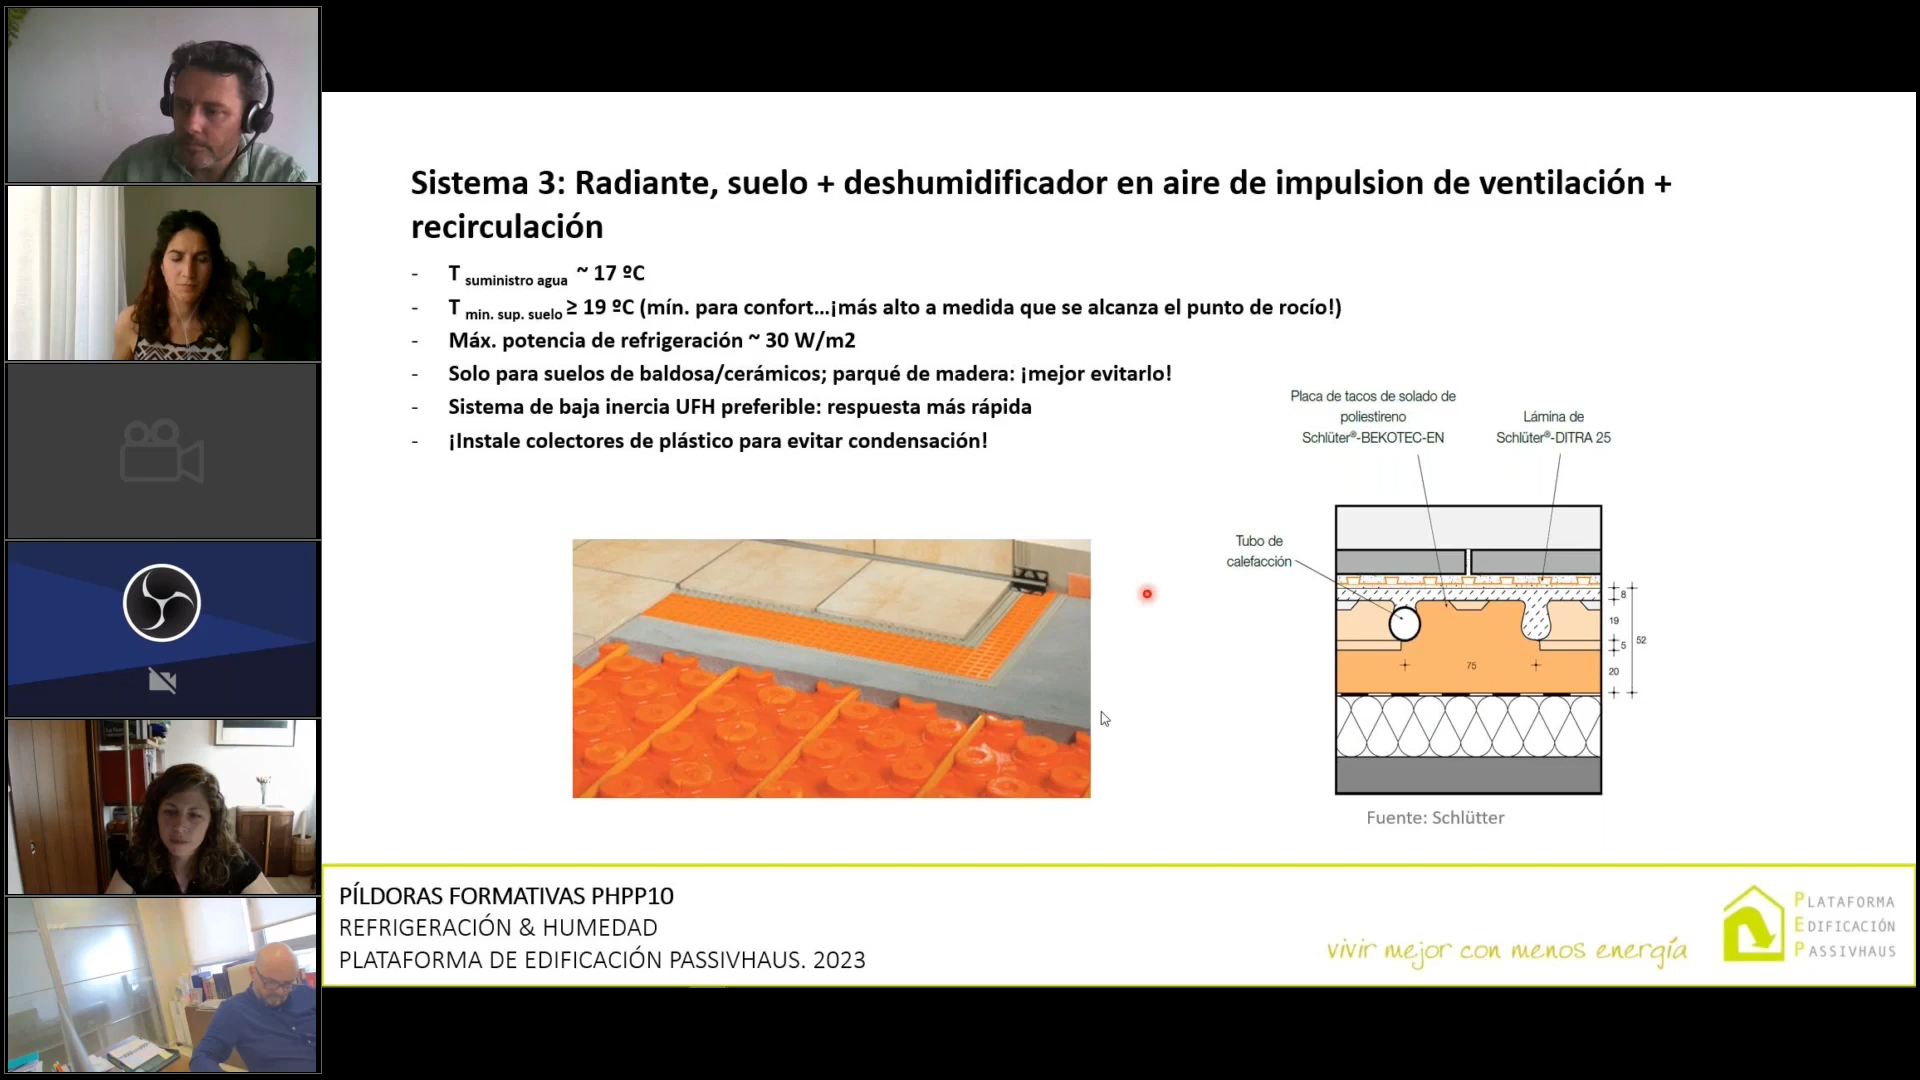 Sistema 3: Radiante, suelo + deshumidificador en aire de impulsion de ventilación +
recirculación
- T suministro agua ~ 17 ºC
- T min. sup. suelo ≥ 19 ºC (mín. para confort…¡más alto a medida que se alcanza el punto de rocío!)
- Máx. potencia de refrigeración ~ 30 W/m2
- Solo para suelos de baldosa/cerámicos; parqué de madera: ¡mejor evitarlo!
- Sistema de baja inercia UFH preferible: respuesta más rápida
- ¡Instale colectores de plástico para evitar condensación!
Placa de tacos de solado de
poliestireno
Schlüter®-BEKOTEC-EN
Lámina de
Schlüter®-DITRA 25
Tubo de
calefacción
8
19
5
52
20
75
Fuente: Schlütter
PÍLDORAS FORMATIVAS PHPP10
REFRIGERACIÓN & HUMEDAD
PLATAFORMA DE EDIFICACIÓN PASSIVHAUS. 2023
vivir mejor con menos energía
PLATAFORMA
EDIFICACIÓN
PASSIVHAUS